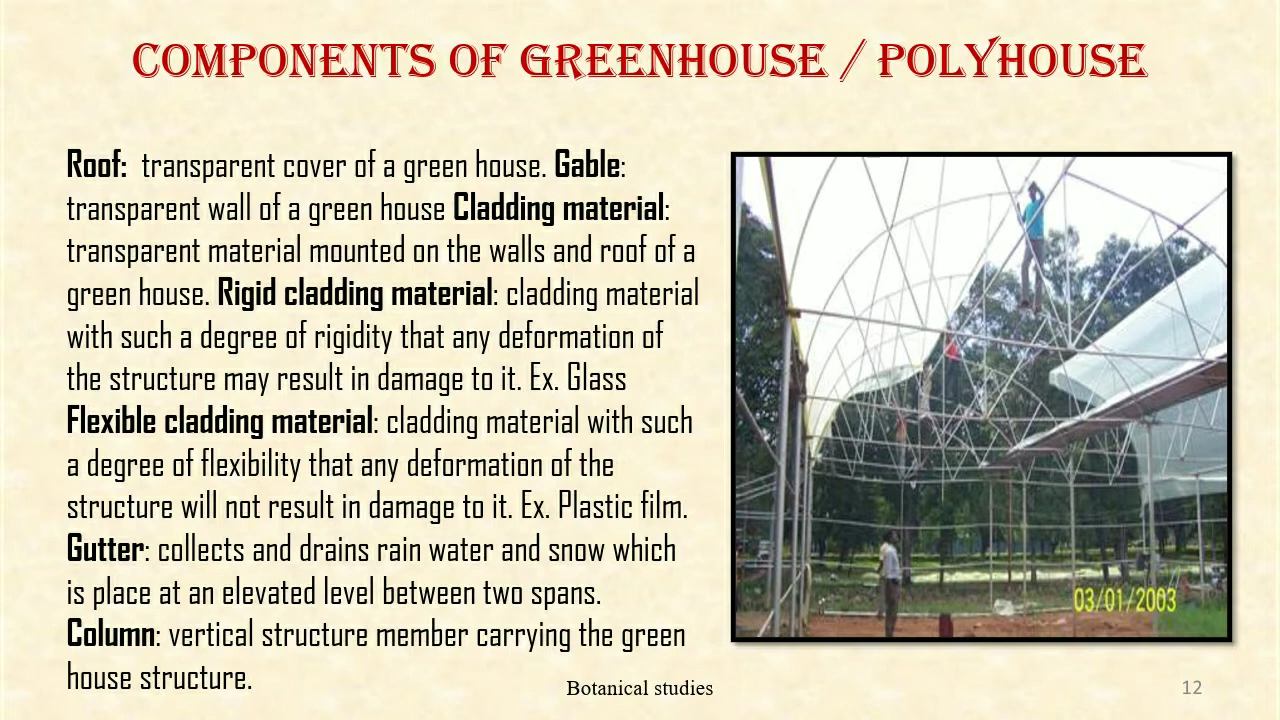 COMPONENTS OF GREENHOUSE / POLYHOUSE
Roof: transparent cover of a green house. Gable:
transparent wall of a green house Cladding material:
transparent material mounted on the walls and roof of a
green house. Rigid cladding material: cladding material
with such a degree of rigidity that any deformation of
the structure may result in damage to it. Ex. Glass
Flexible cladding material: cladding material with such
a degree of flexibility that any deformation of the
structure will not result in damage to it. Ex. Plastic film.
Gutter: collects and drains rain water and snow which
is place at an elevated level between two spans.
Column: vertical structure member carrying the green
house structure.
03/01/2003
Botanical studies
12